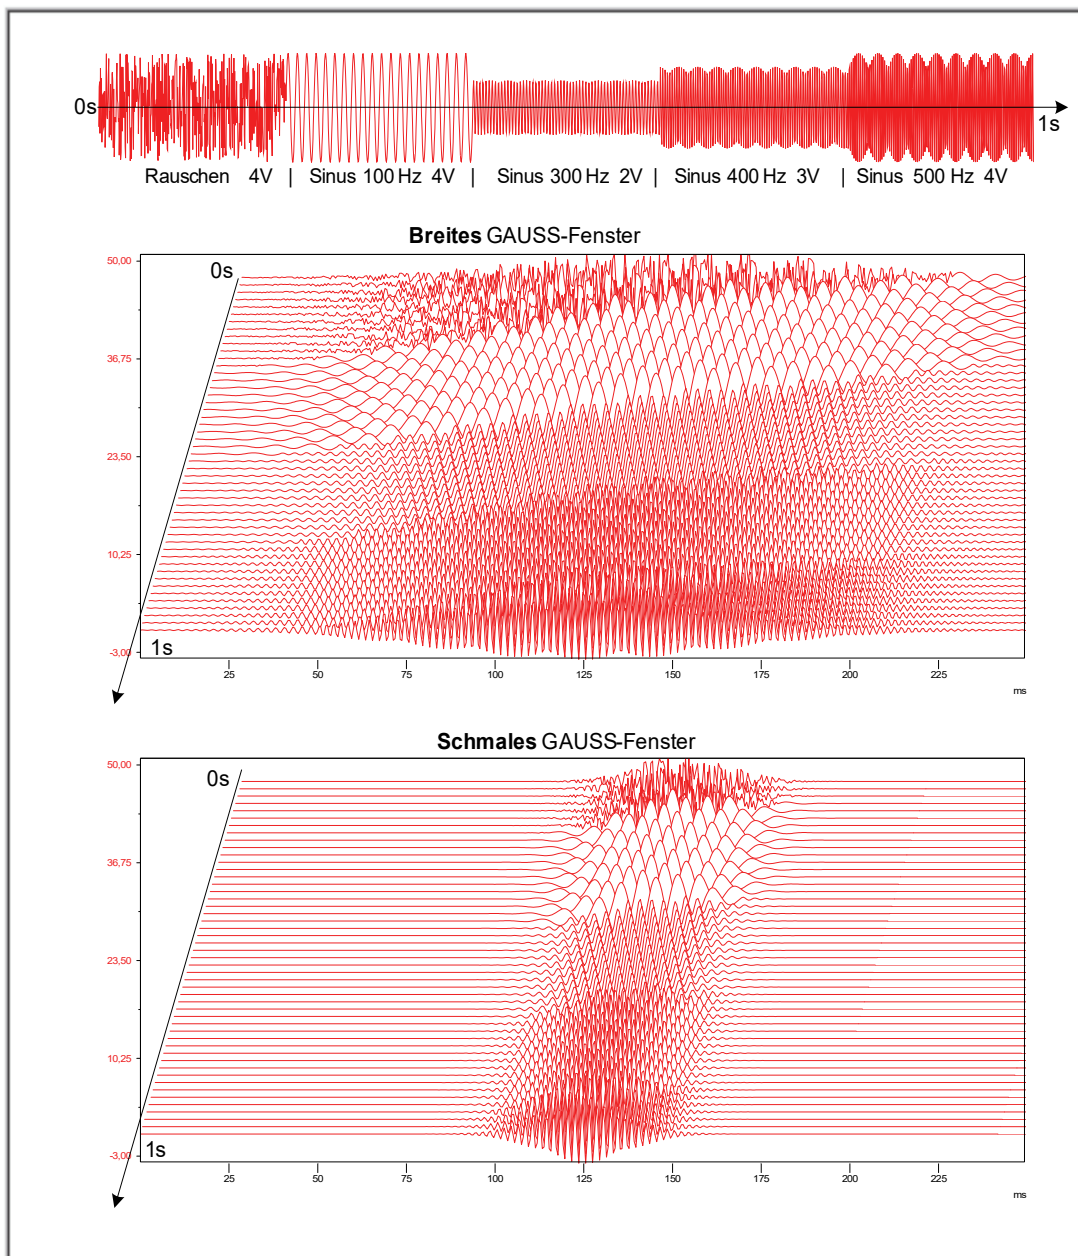 0s
1s
Rauschen 4V | Sinus 100 Hz 4V | Sinus 300 Hz 2V | Sinus 400 Hz 3V | Sinus 500 Hz 4V
Breites GAUSS-Fenster
50,00
0s
36,75
23,50
10,25
1s
-3,00
25 50 75 100 125 150 175 200 225
ms
Schmales GAUSS-Fenster
50,00
0s
36,75
23,50
10,25
1s
-3,00
25 50 75 100 125 150 175 200 225
ms